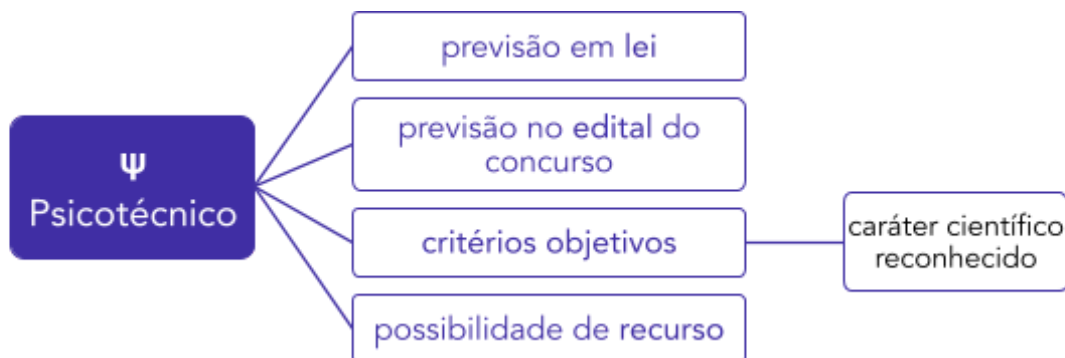 Ψ
Psicotécnico
previsão em lei
previsão no edital do
concurso
critérios objetivos
caráter científico
reconhecido
possibilidade de recurso